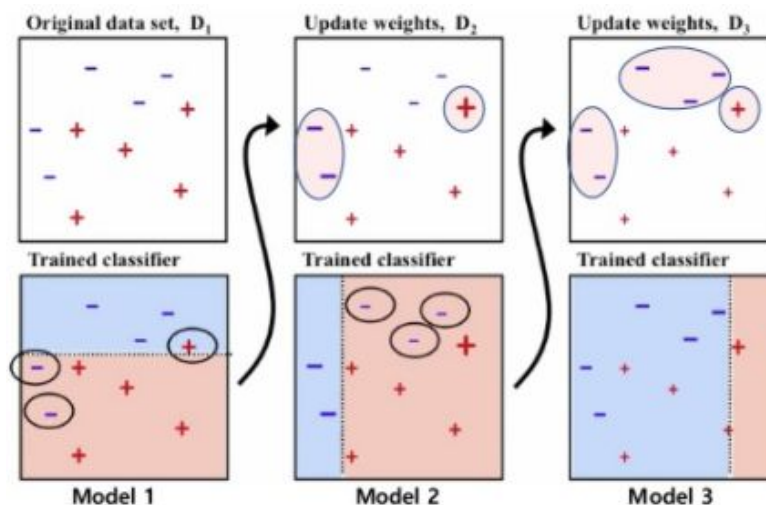 Original data set, D1
Update weights, D2
Update weights, D3
Trained classifier
Trained classifier
Trained classifier
Model 1
Model 2
Model 3